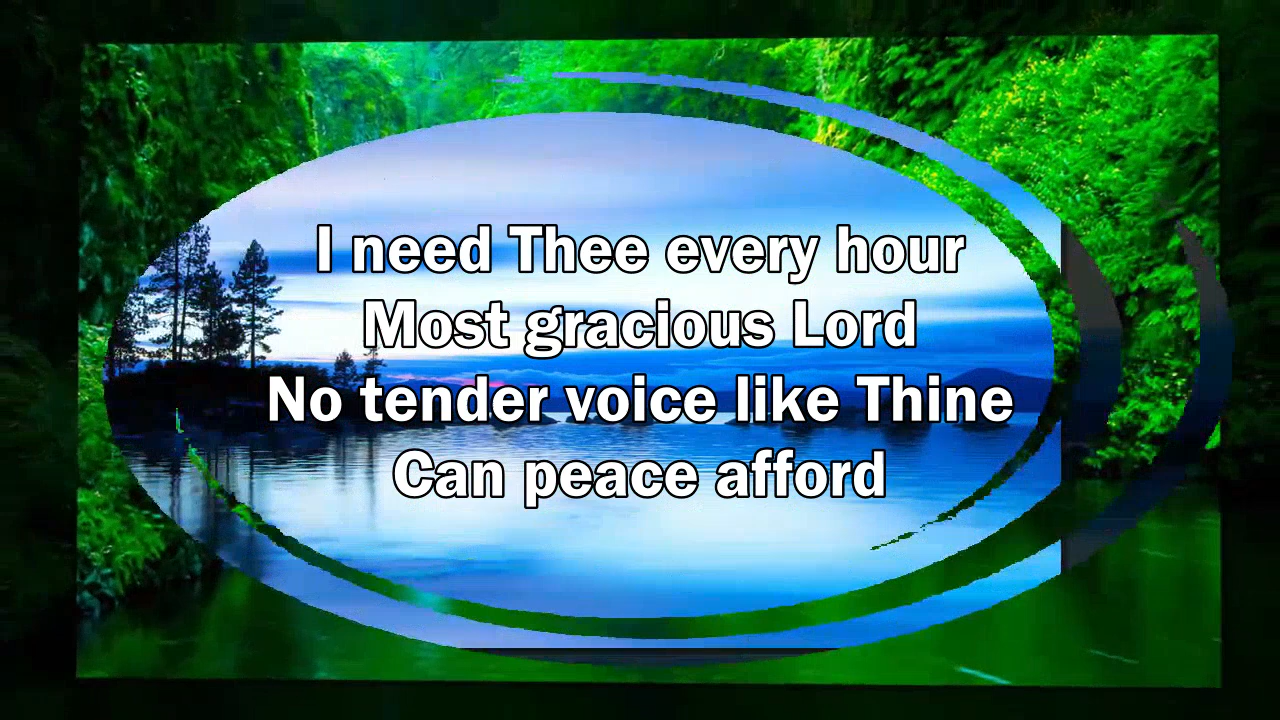 I need Thee every hour
Most gracious Lord
No tender voice like Thine
Can peace afford